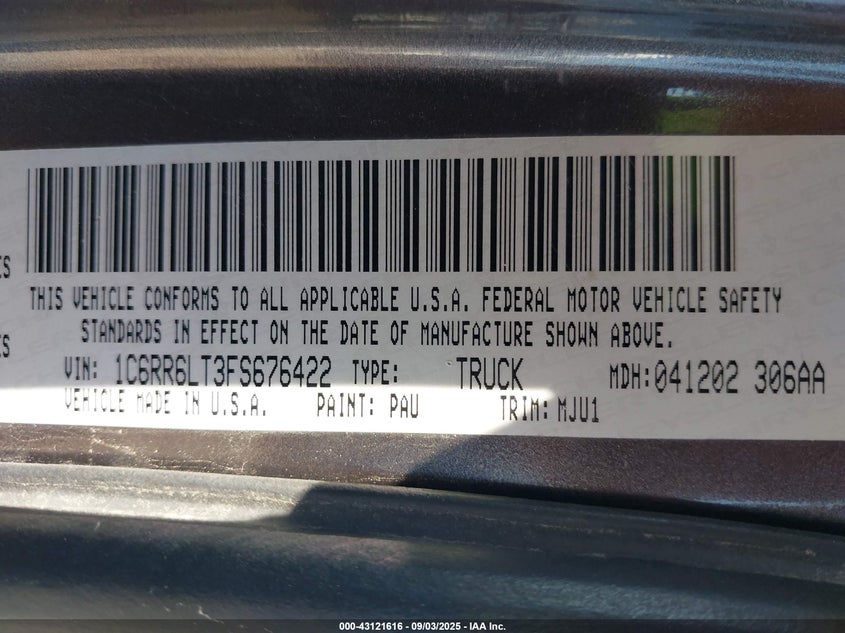 ES
THIS VEHICLE CONFORMS TO ALL APPLICABLE U.S.A. FEDERAL MOTOR VEHICLE SAFETY
STANDARDS IN EFFECT ON THE DATE OF MANUFACTURE SHOWN ABOVE.
ES
VIN: 1C6RR6LT3FS676422 TYPE: TRUCK MDH:041202 306AA
VEHICLE MADE IN U.S.A. PAINT: PAU TRIM: MJU1
000-43121616 - 09/03/2025 - IAA Inc.